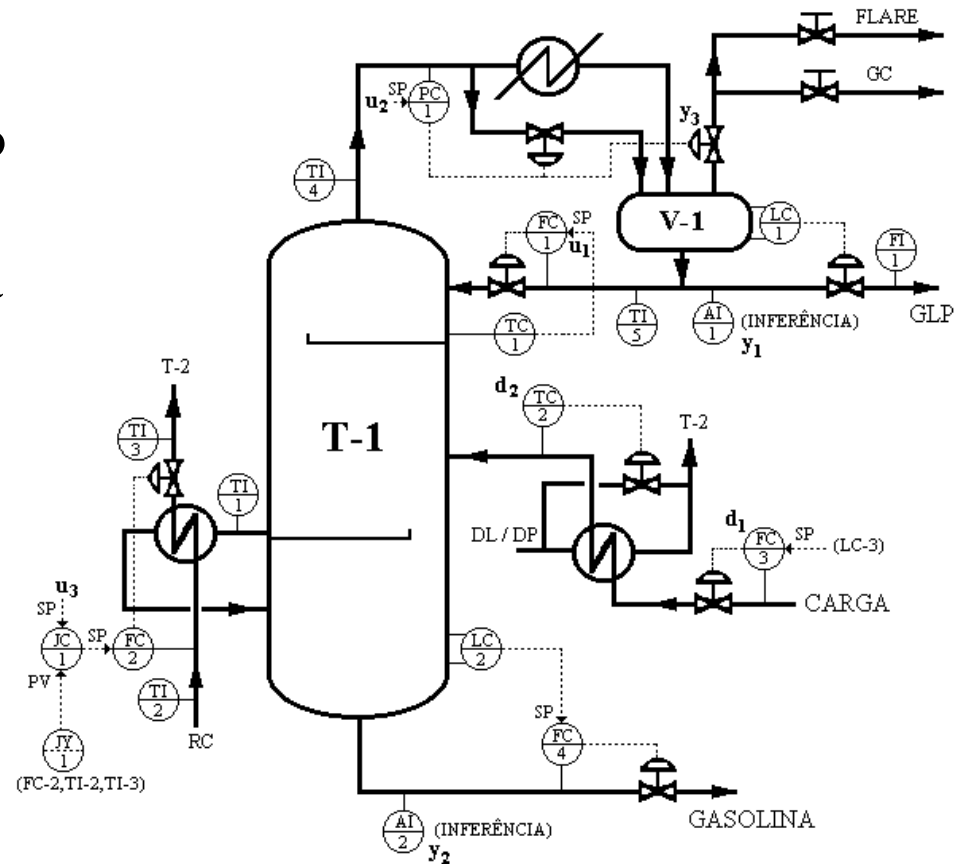 FLARE
GC
SP
PC
1
u2
y3
TI
4
V-1
LC
1
FC
1
SP
u1
FI
1
GLP
TC
1
TI
5
AI
1
(INFERÊNCIA)
y1
T-2
d2
TC
2
T-1
T-2
TI
3
TI
1
DL / DP
d1
FC
3
SP
(LC-3)
CARGA
u3
SP
JC
1
SP
FC
2
PV
LC
2
TI
2
RC
JY
1
(FC-2,TI-2,TI-3)
SP
FC
4
GASOLINA
AI
2
(INFERÊNCIA)
y2